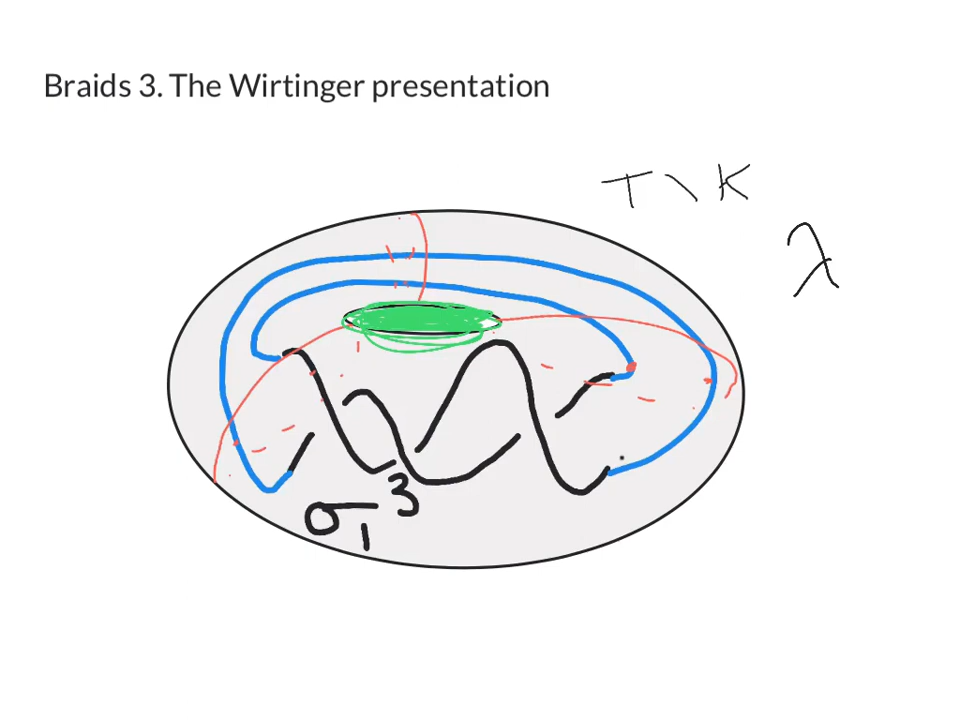 Braids 3. The Wirtinger presentation
T \ K
λ
σ₁³